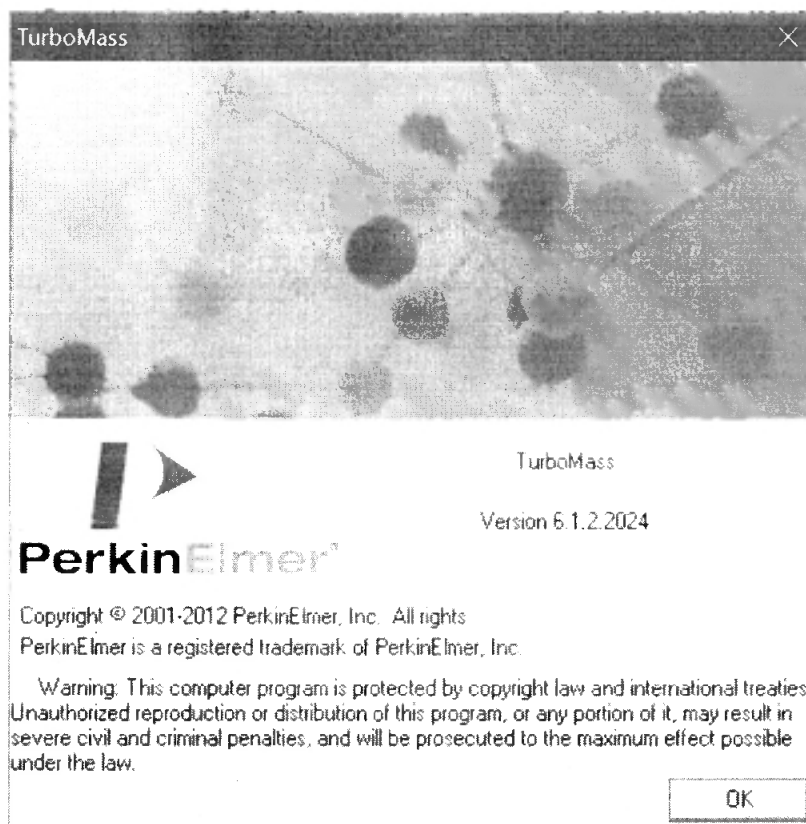 TurboMass
TurboMass
Version 6.1.2.2024
PerkinElmer®
Copyright © 2001-2012 PerkinElmer, Inc. All rights
PerkinElmer is a registered trademark of PerkinElmer, Inc.
Warning: This computer program is protected by copyright law and international treaties
Unauthorized reproduction or distribution of this program, or any portion of it, may result in
severe civil and criminal penalties, and will be prosecuted to the maximum effect possible
under the law.
OK